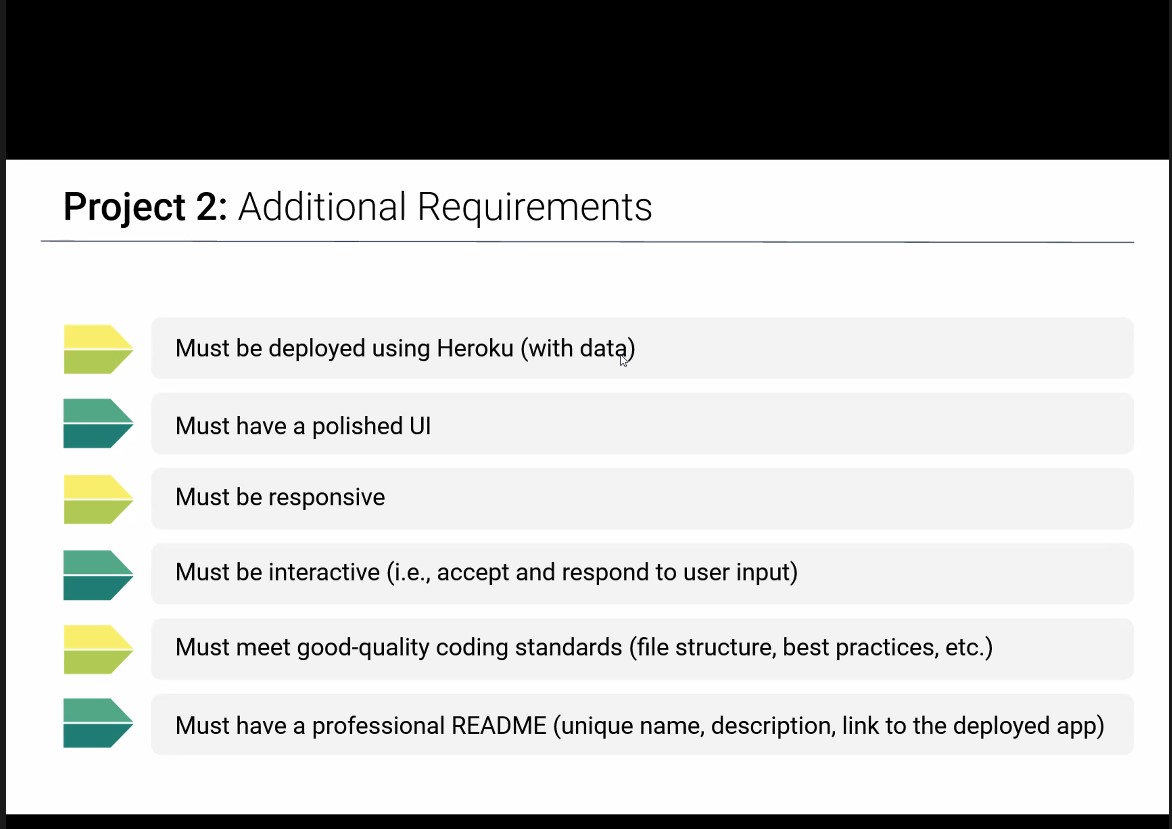 Project 2: Additional Requirements
Must be deployed using Heroku (with data)
Must have a polished UI
Must be responsive
Must be interactive (i.e., accept and respond to user input)
Must meet good-quality coding standards (file structure, best practices, etc.)
Must have a professional README (unique name, description, link to the deployed app)